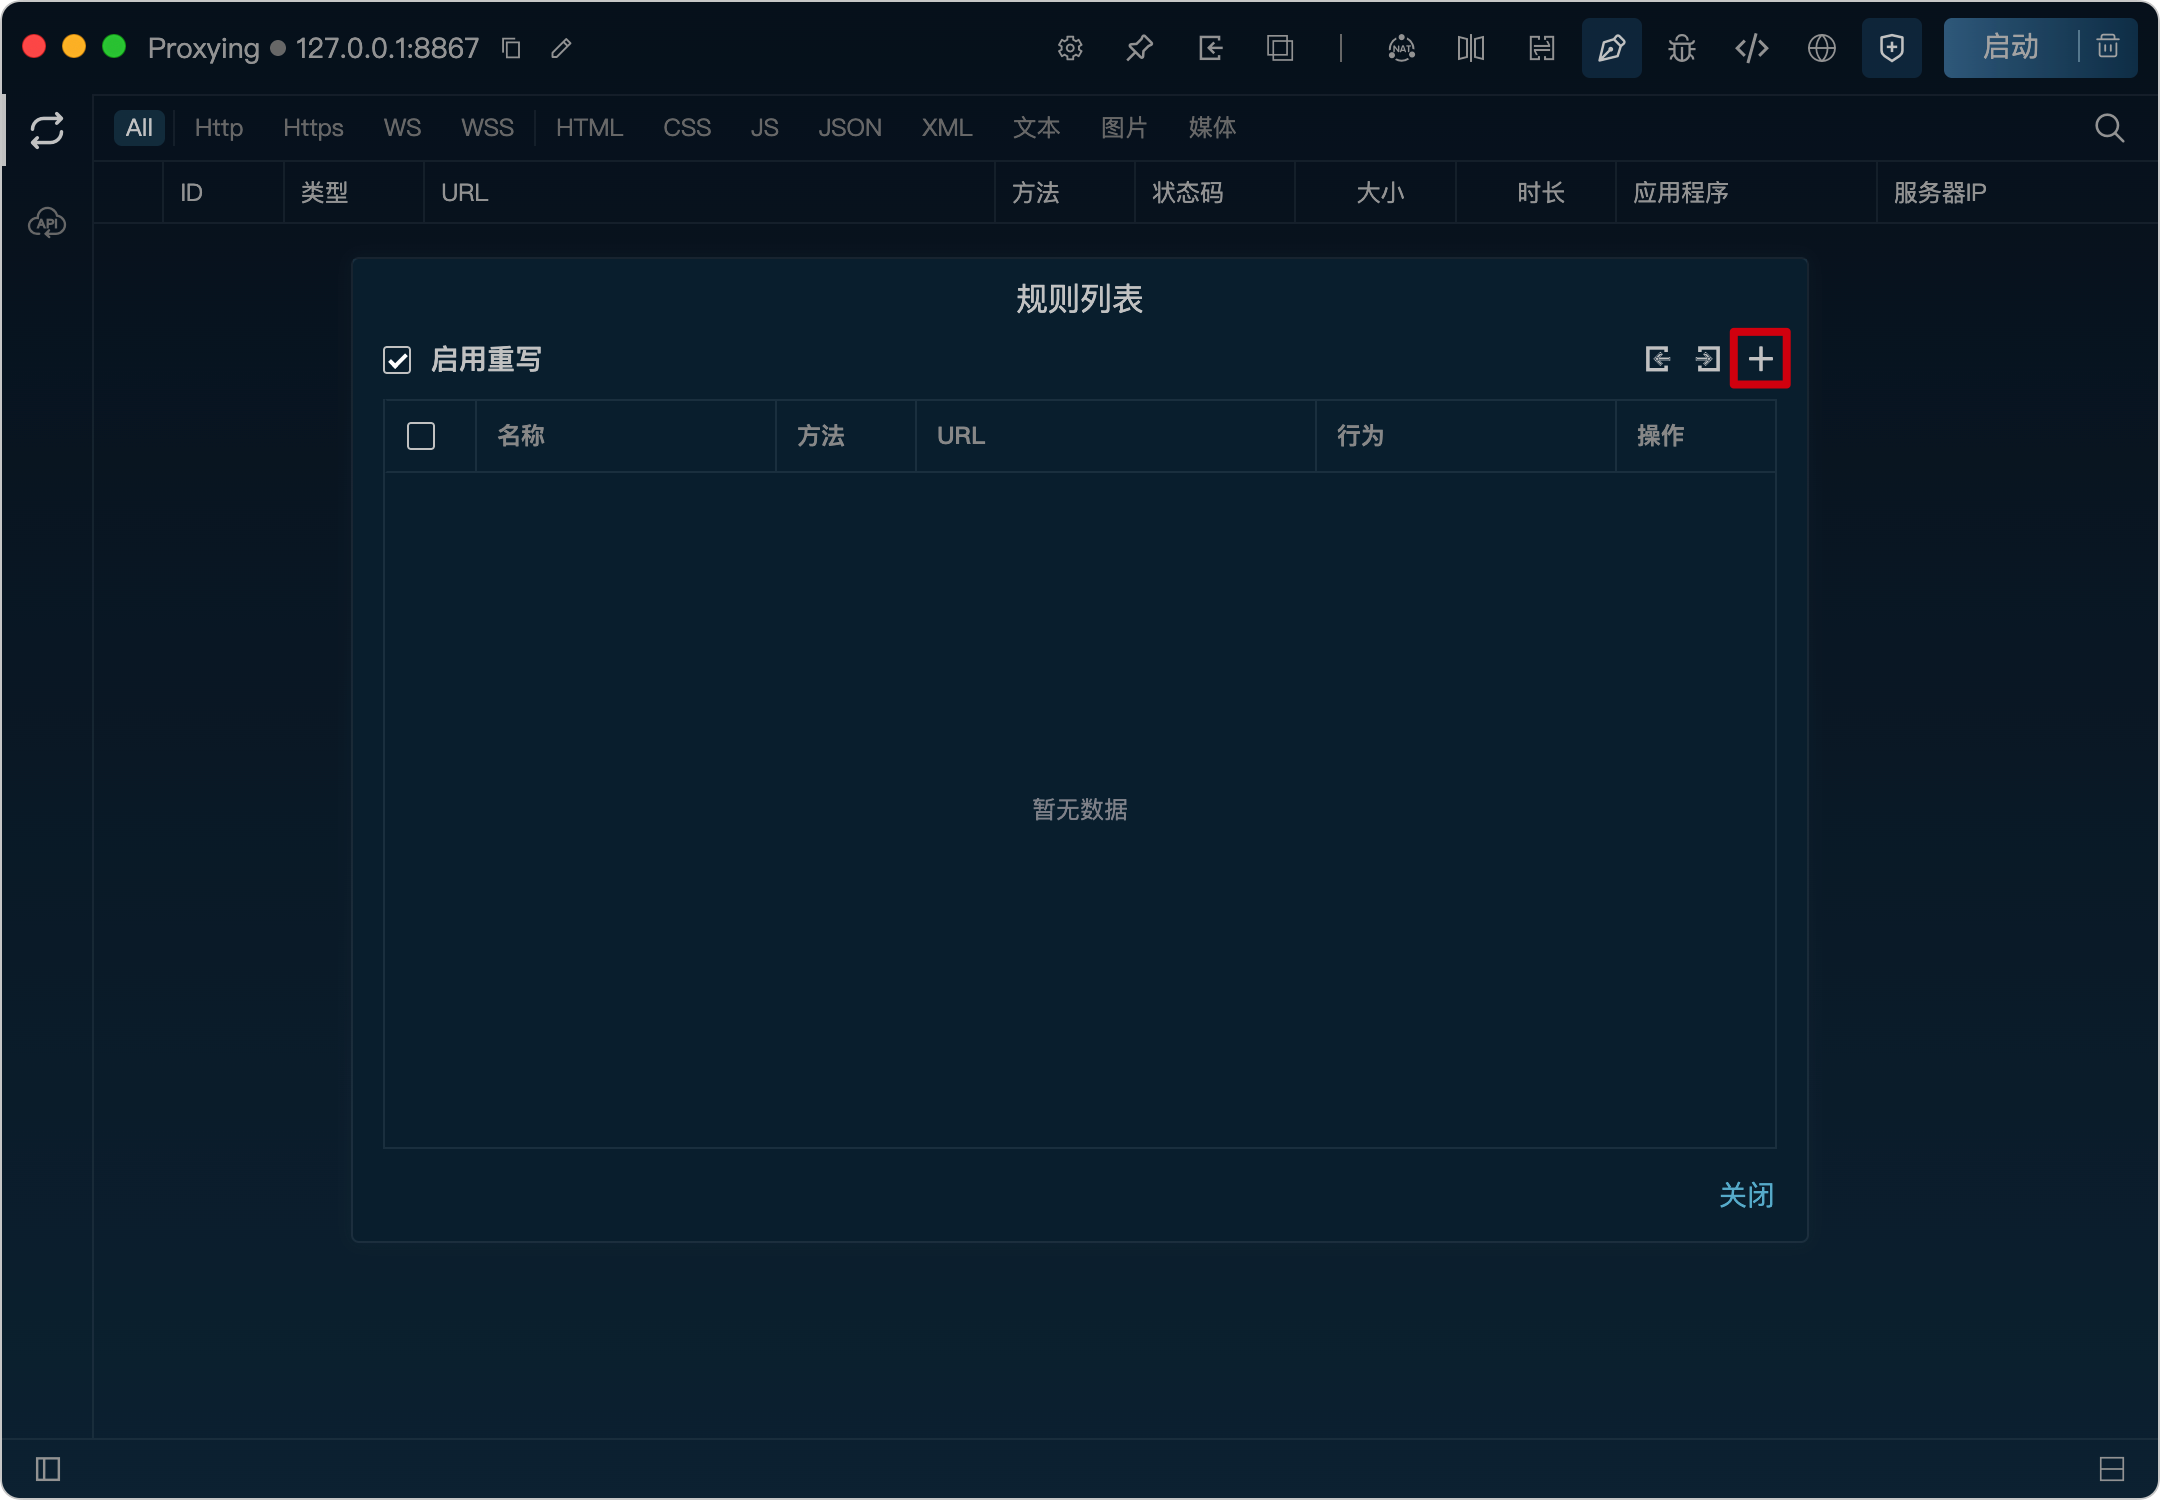 Proxying 127.0.0.1:8867
NAT
启动
All Http Https WS WSS HTML CSS JS JSON XML 文本 图片 媒体
API
ID 类型 URL 方法 状态码 大小 时长 应用程序 服务器IP
规则列表
启用重写
名称 方法 URL 行为 操作
暂无数据
关闭